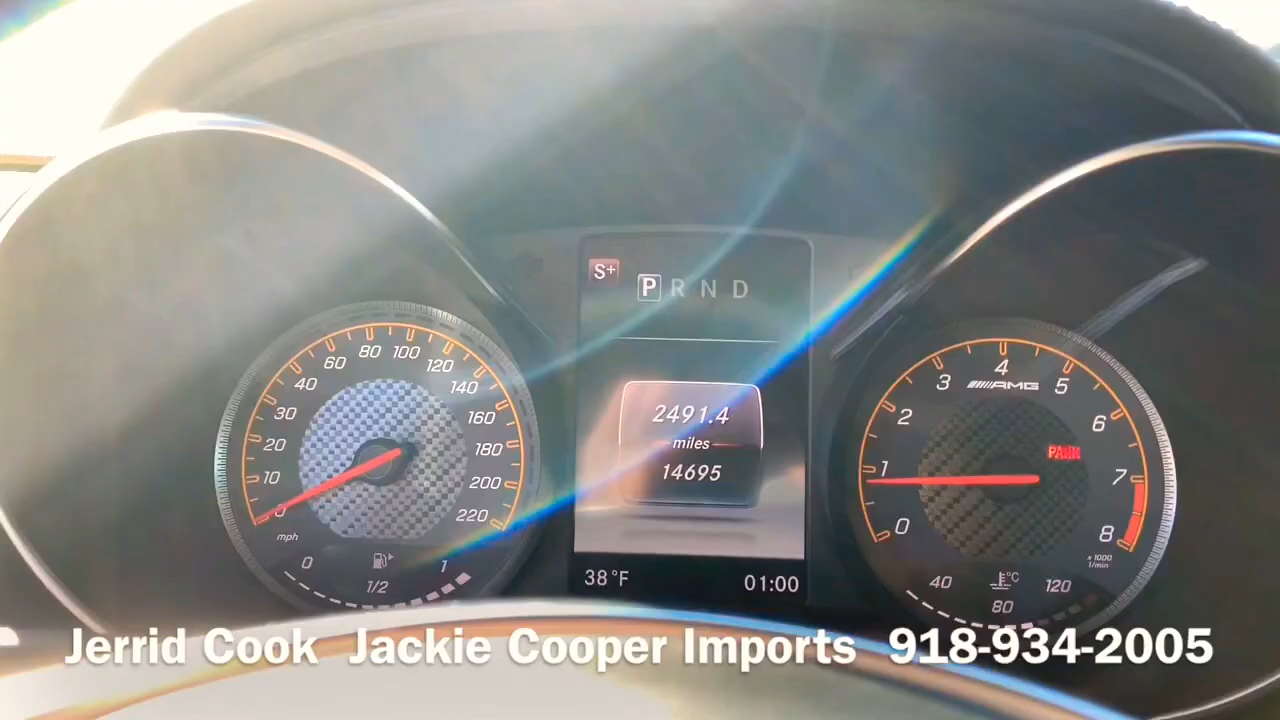 S+
P R N D
2491.4
miles
14695
38°F 01:00
0 10 20 30 40 60 80 100 120 140 160 180 200 220
mph
0 1/2 1
0 1 2 3 4 5 6 7 8
AMG
PARK
x1000
1/min
°C
40 80 120
Jerrid Cook Jackie Cooper Imports 918-934-2005